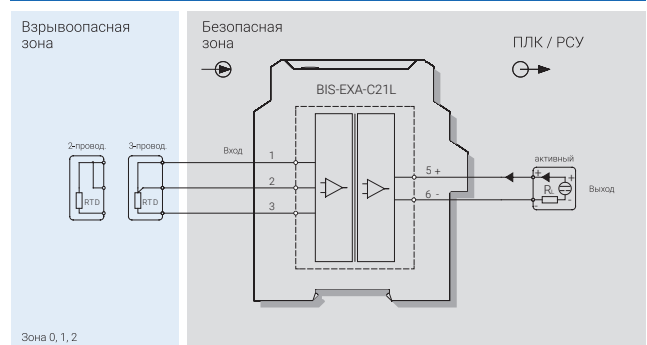 Взрывоопасная
зона
Безопасная
зона
ПЛК / РСУ
BIS-EXA-C21L
2-провод.
3-провод.
Вход
1
2
3
RTD
RTD
5 +
6 -
активный
+
+
RL
-
-
Выход
Зона 0, 1, 2